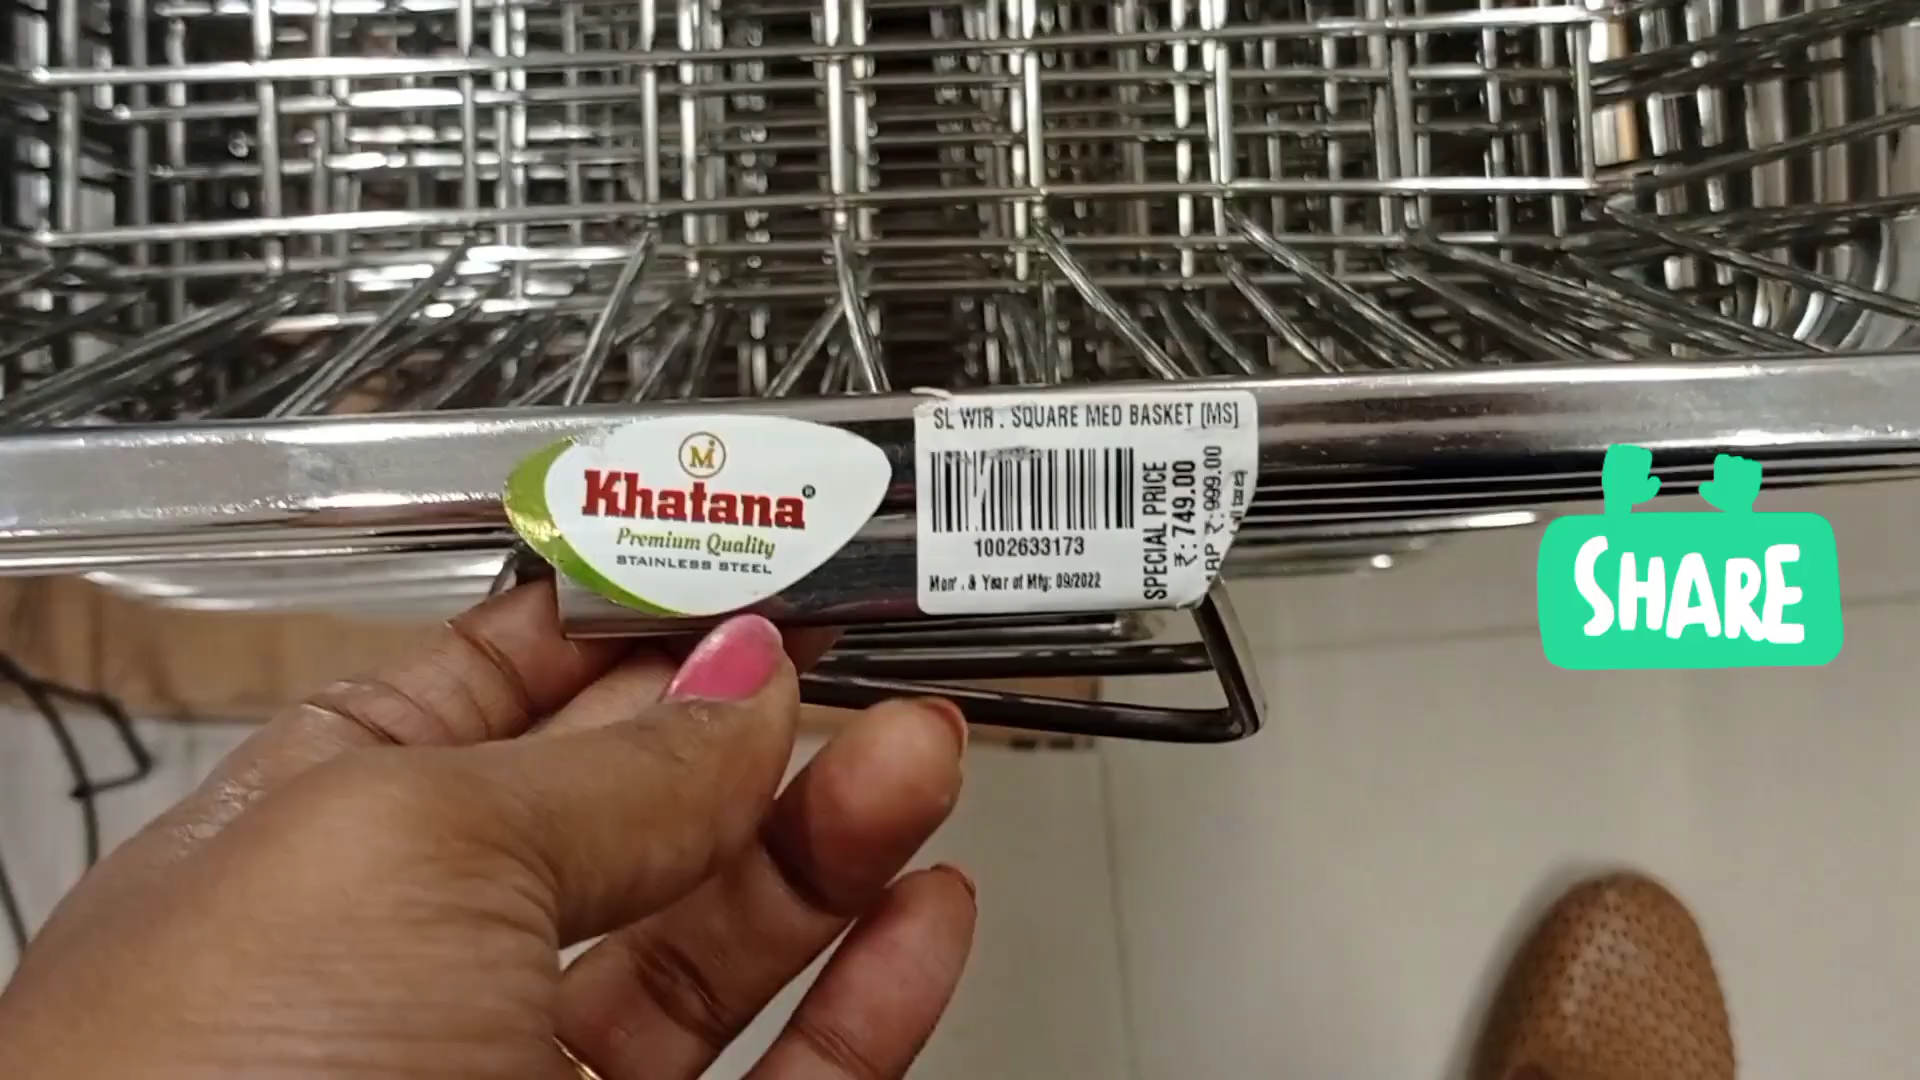 M
Khatana®
Premium Quality
STAINLESS STEEL
SL WIR . SQUARE MED BASKET [MS]
1002633173
Mon . & Year of Mfg: 09/2022
SPECIAL PRICE
₹: 749.00
MRP ₹: 999.00
SHARE